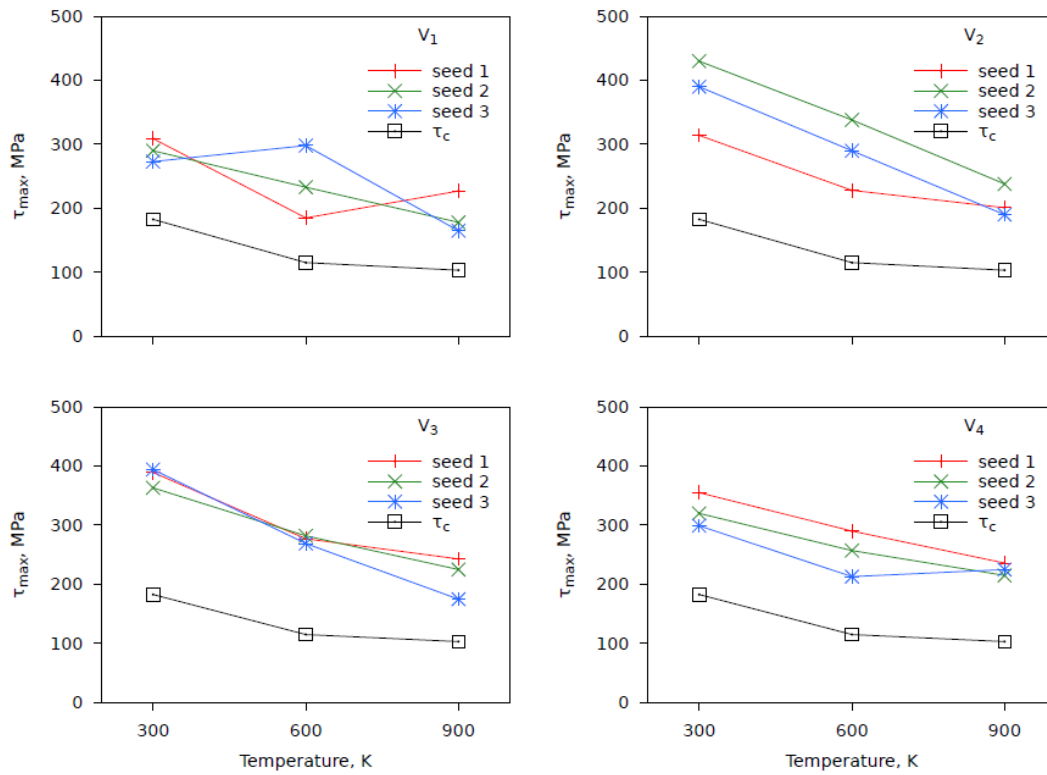 500
400
300
200
100
0
τmax, MPa
V1
seed 1
seed 2
seed 3
τc
500
400
300
200
100
0
τmax, MPa
V2
seed 1
seed 2
seed 3
τc
500
400
300
200
100
0
τmax, MPa
V3
seed 1
seed 2
seed 3
τc
300 600 900
Temperature, K
500
400
300
200
100
0
τmax, MPa
V4
seed 1
seed 2
seed 3
τc
300 600 900
Temperature, K